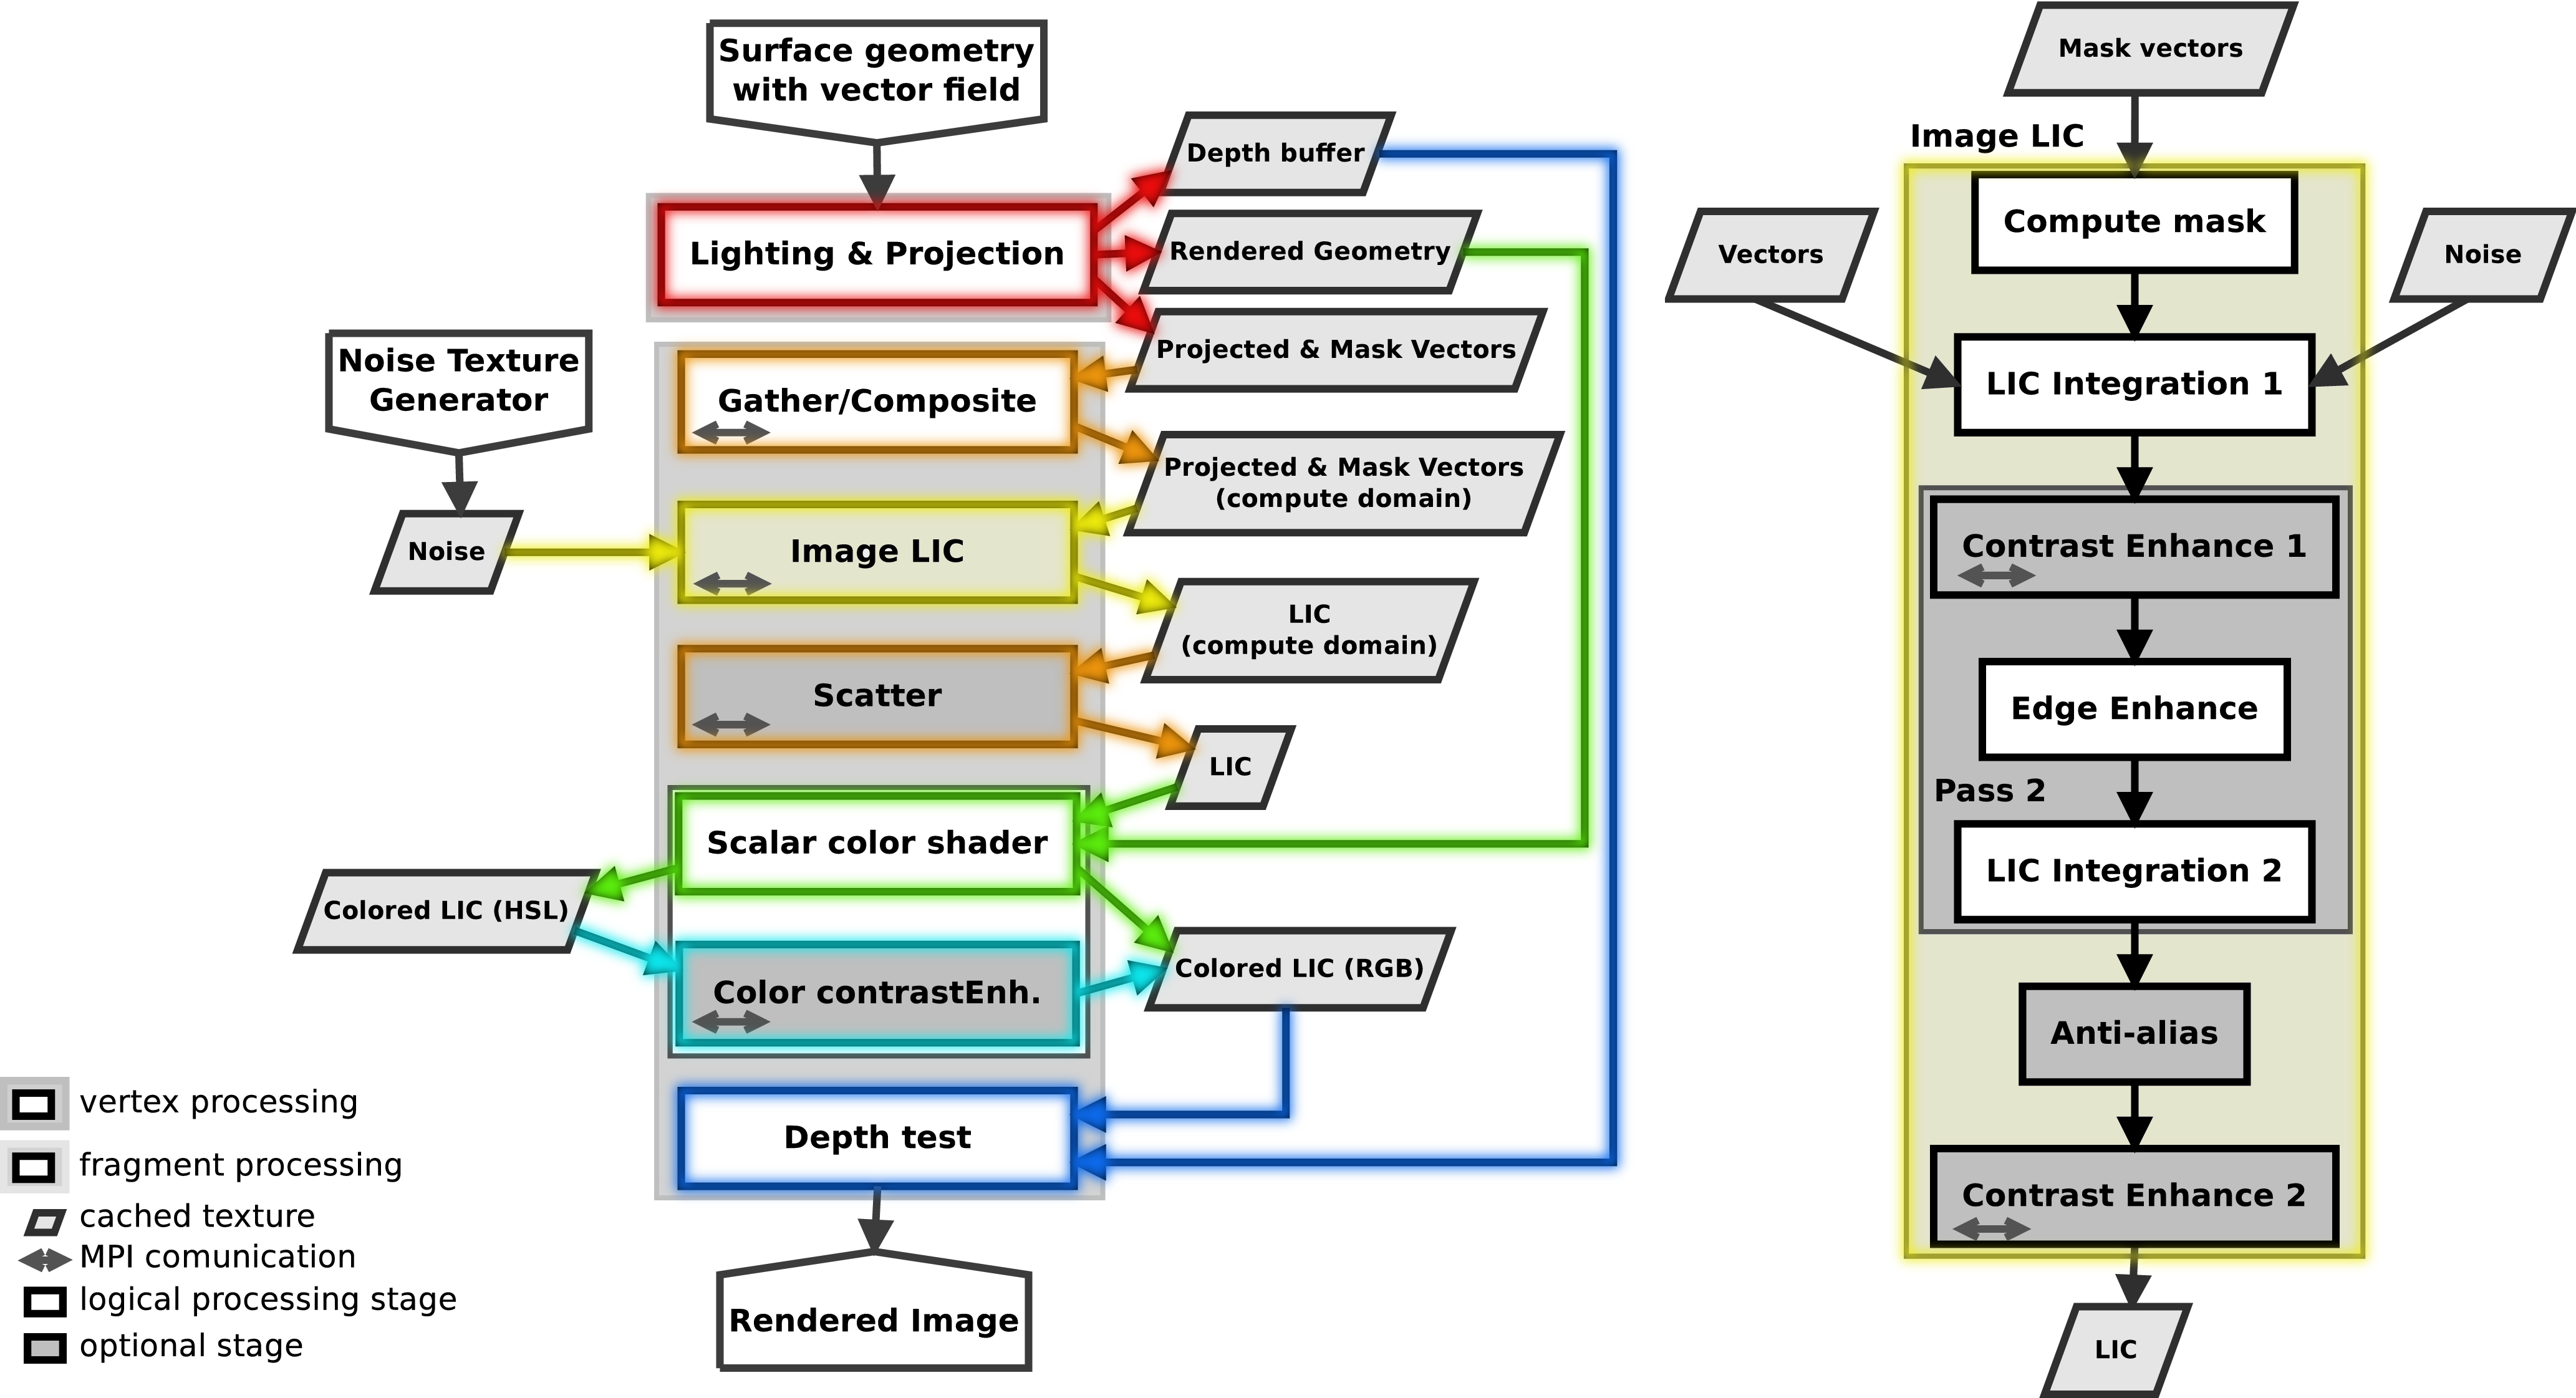 Surface geometry
with vector field
Depth buffer
Lighting & Projection
Rendered Geometry
Projected & Mask Vectors
Noise Texture
Generator
Gather/Composite
Projected & Mask Vectors
(compute domain)
Noise
Image LIC
LIC
(compute domain)
Scatter
LIC
Scalar color shader
Colored LIC (HSL)
Colored LIC (RGB)
Color contrastEnh.
Depth test
Rendered Image
vertex processing
fragment processing
cached texture
MPI comunication
logical processing stage
optional stage
Mask vectors
Image LIC
Compute mask
Vectors
Noise
LIC Integration 1
Contrast Enhance 1
Edge Enhance
Pass 2
LIC Integration 2
Anti-alias
Contrast Enhance 2
LIC